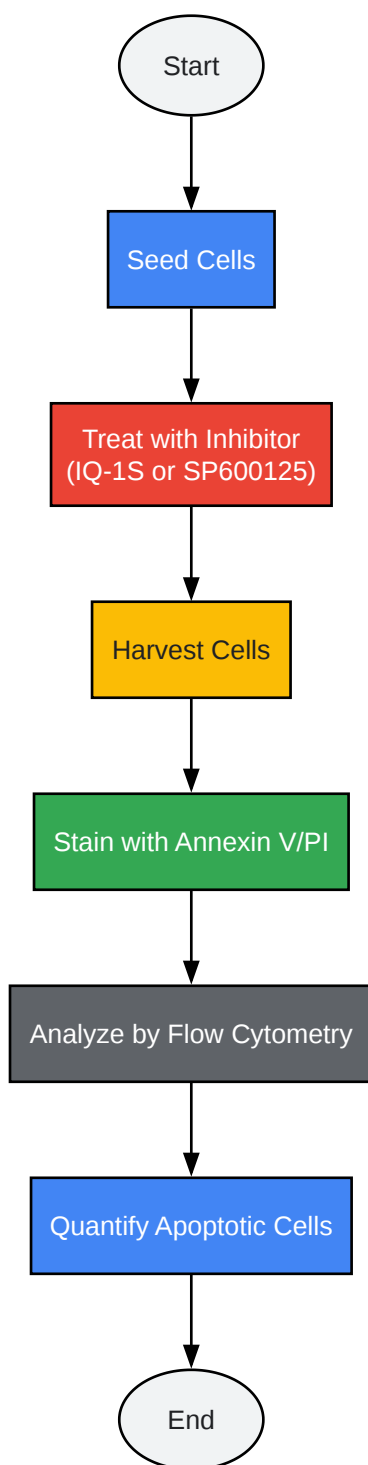 Start
Seed Cells
Treat with Inhibitor
(IQ-1S or SP600125)
Harvest Cells
Stain with Annexin V/PI
Analyze by Flow Cytometry
Quantify Apoptotic Cells
End